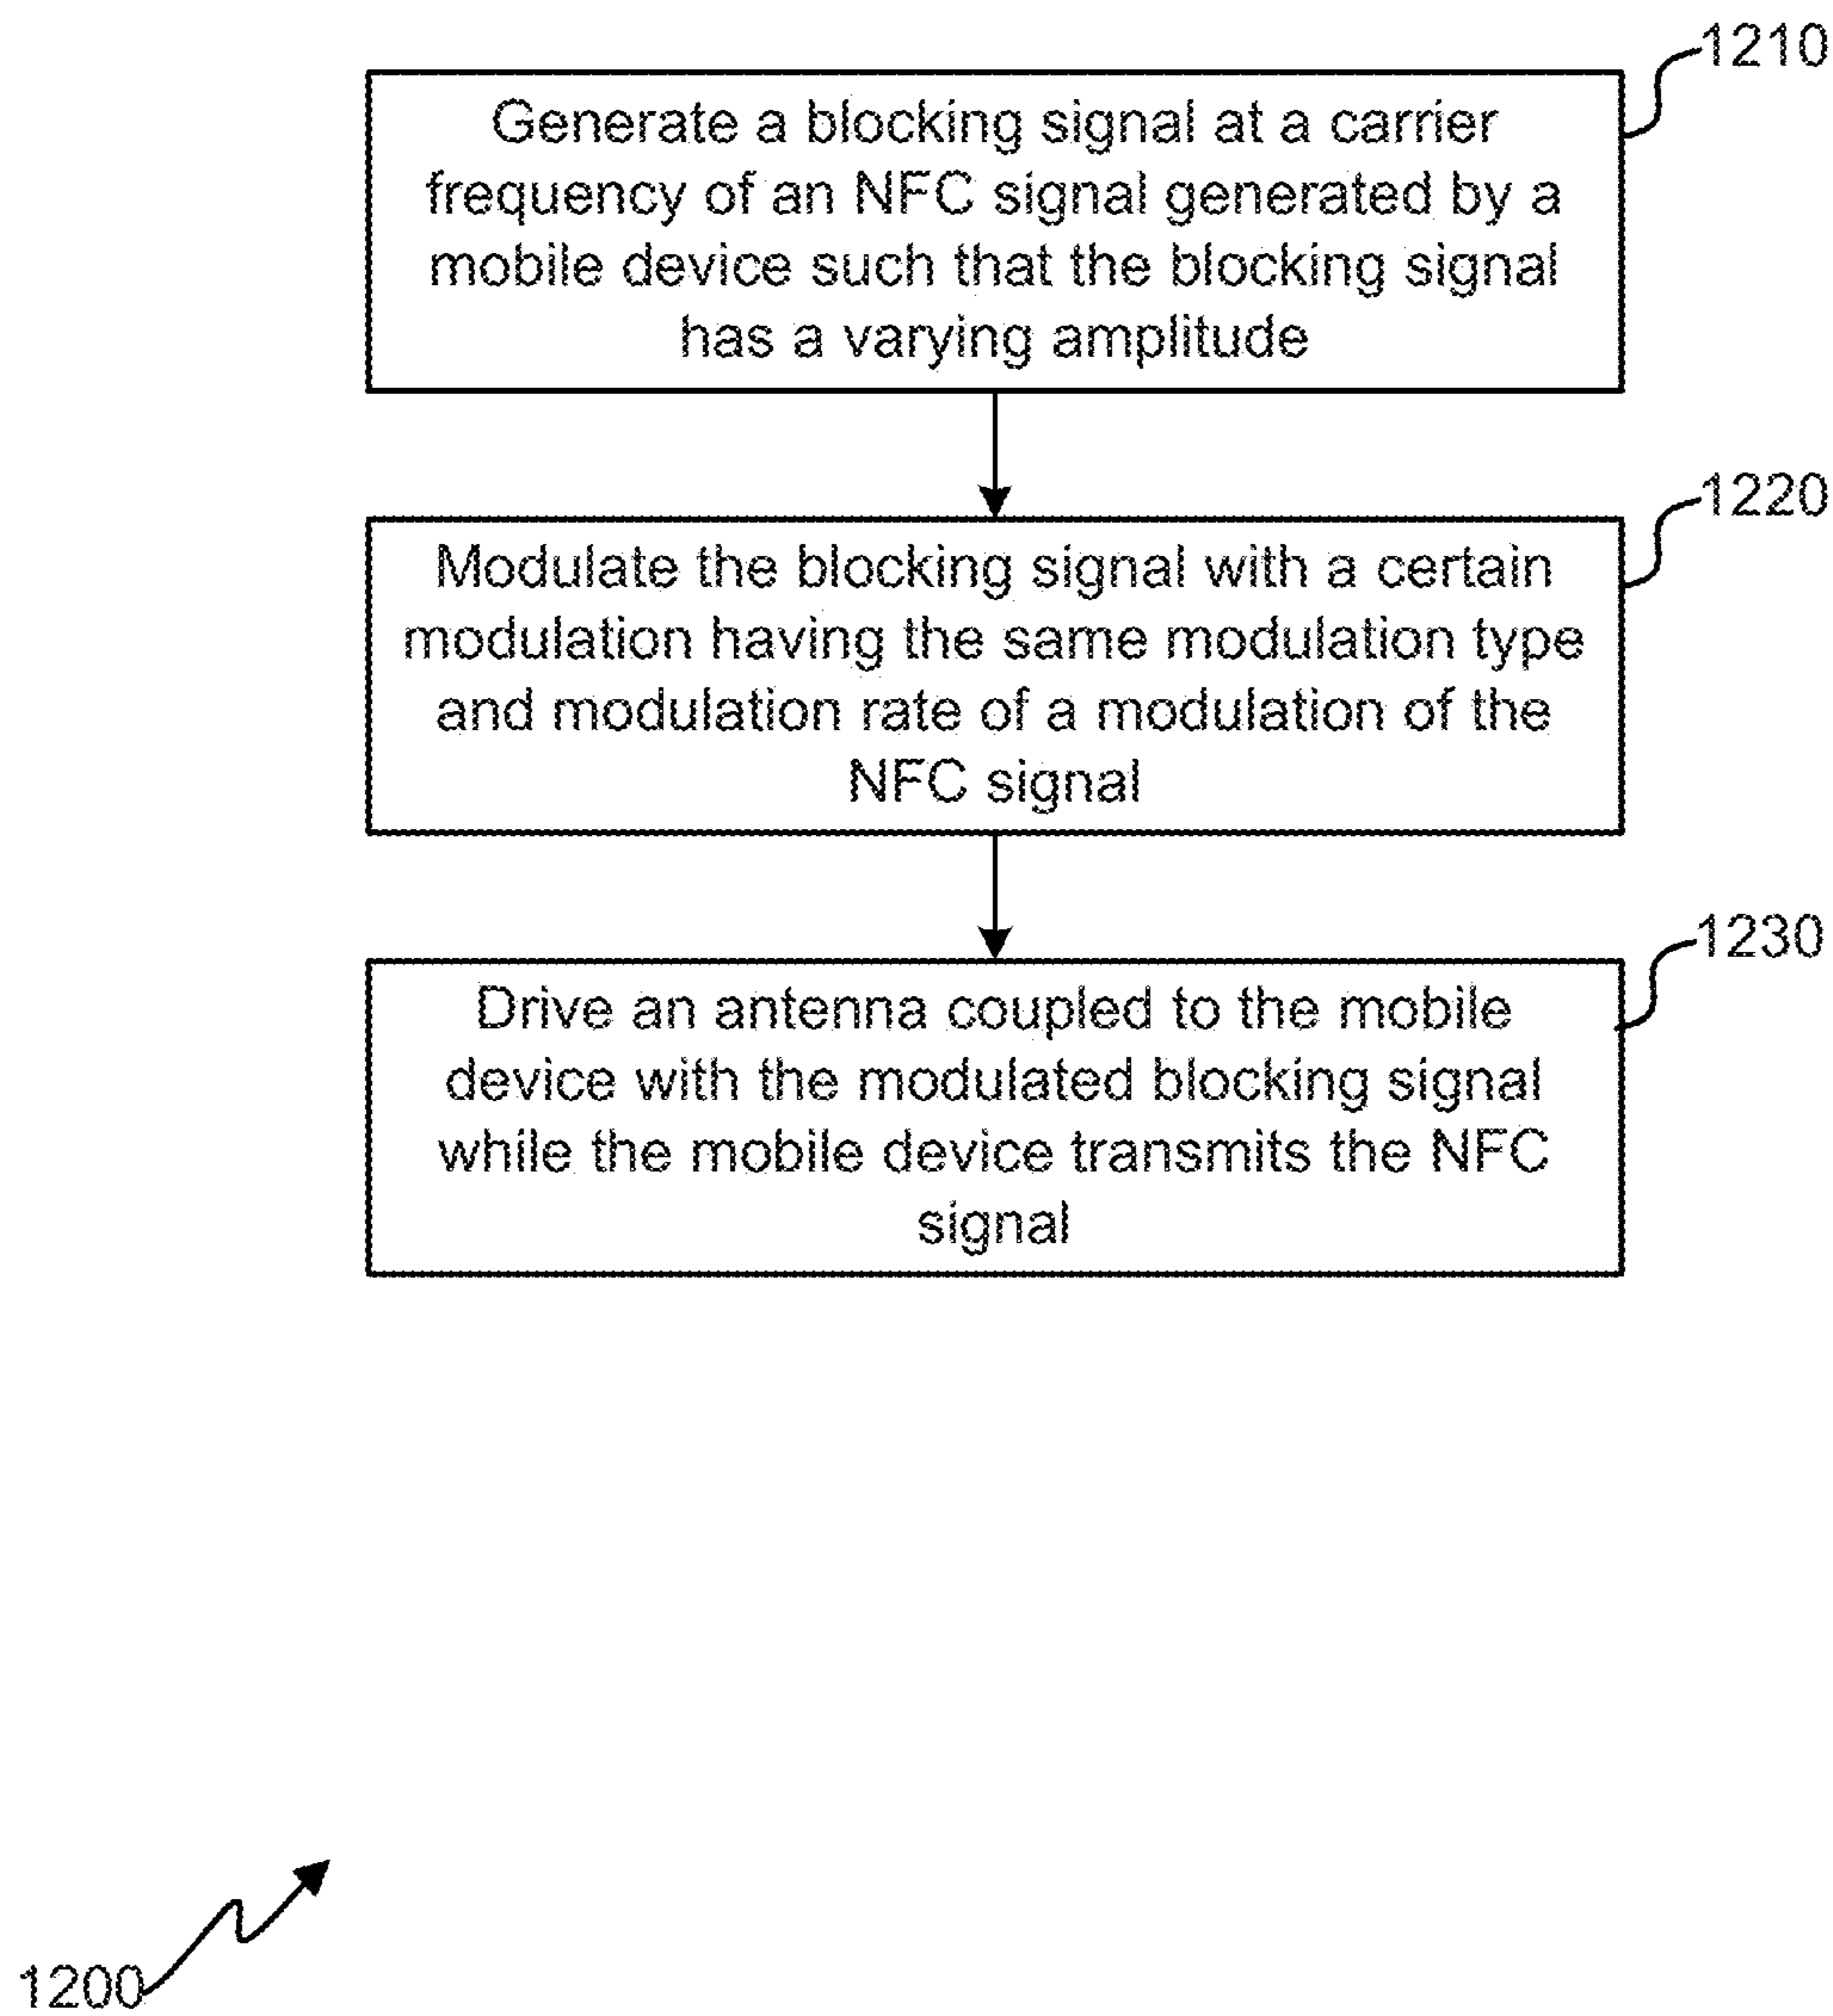 1210
Generate a blocking signal at a carrier
frequency of an NFC signal generated by a
mobile device such that the blocking signal
has a varying amplitude
1220
Modulate the blocking signal with a certain
modulation having the same modulation type
and modulation rate of a modulation of the
NFC signal
1230
Drive an antenna coupled to the mobile
device with the modulated blocking signal
while the mobile device transmits the NFC
signal
1200